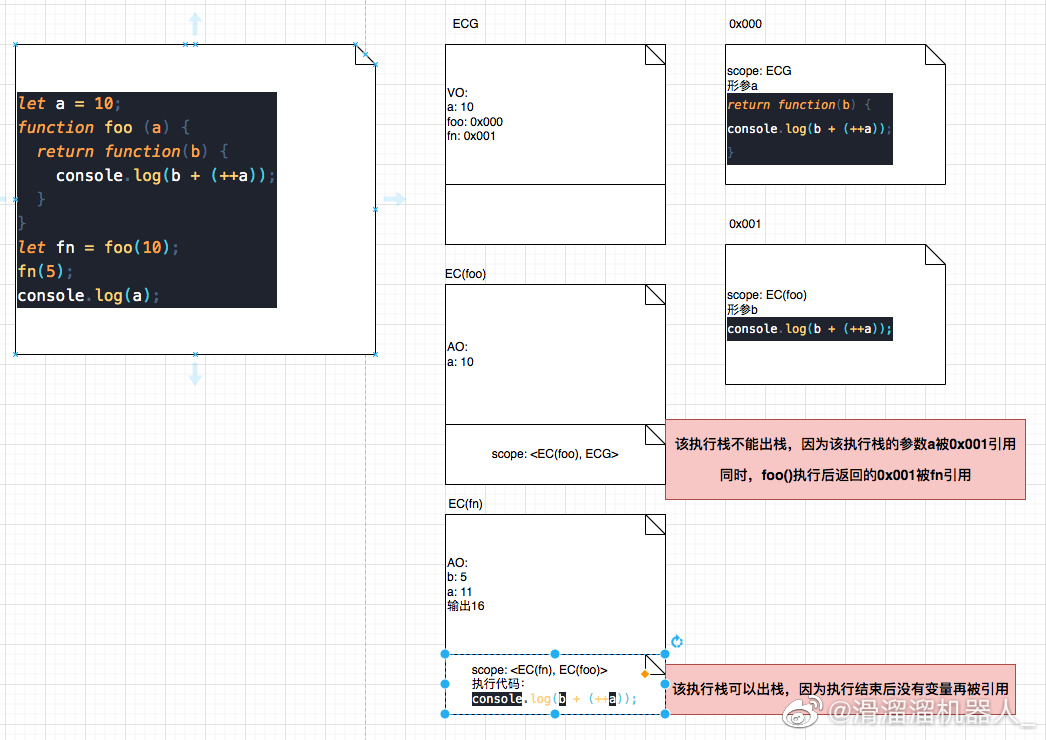 let a = 10;
function foo (a) {
return function(b) {
console.log(b + (++a));
}
}
let fn = foo(10);
fn(5);
console.log(a);
ECG
VO:
a: 10
foo: 0x000
fn: 0x001
EC(foo)
AO:
a: 10
scope: <EC(foo), ECG>
EC(fn)
AO:
b: 5
a: 11
输出16
scope: <EC(fn), EC(foo)>
执行代码：
console.log(b + (++a));
0x000
scope: ECG
形参a
return function(b) {
console.log(b + (++a));
}
0x001
scope: EC(foo)
形参b
console.log(b + (++a));
该执行栈不能出栈，因为该执行栈的参数a被0x001引用
同时，foo()执行后返回的0x001被fn引用
该执行栈可以出栈，因为执行结束后没有变量再被引用
@滑溜溜机器人_